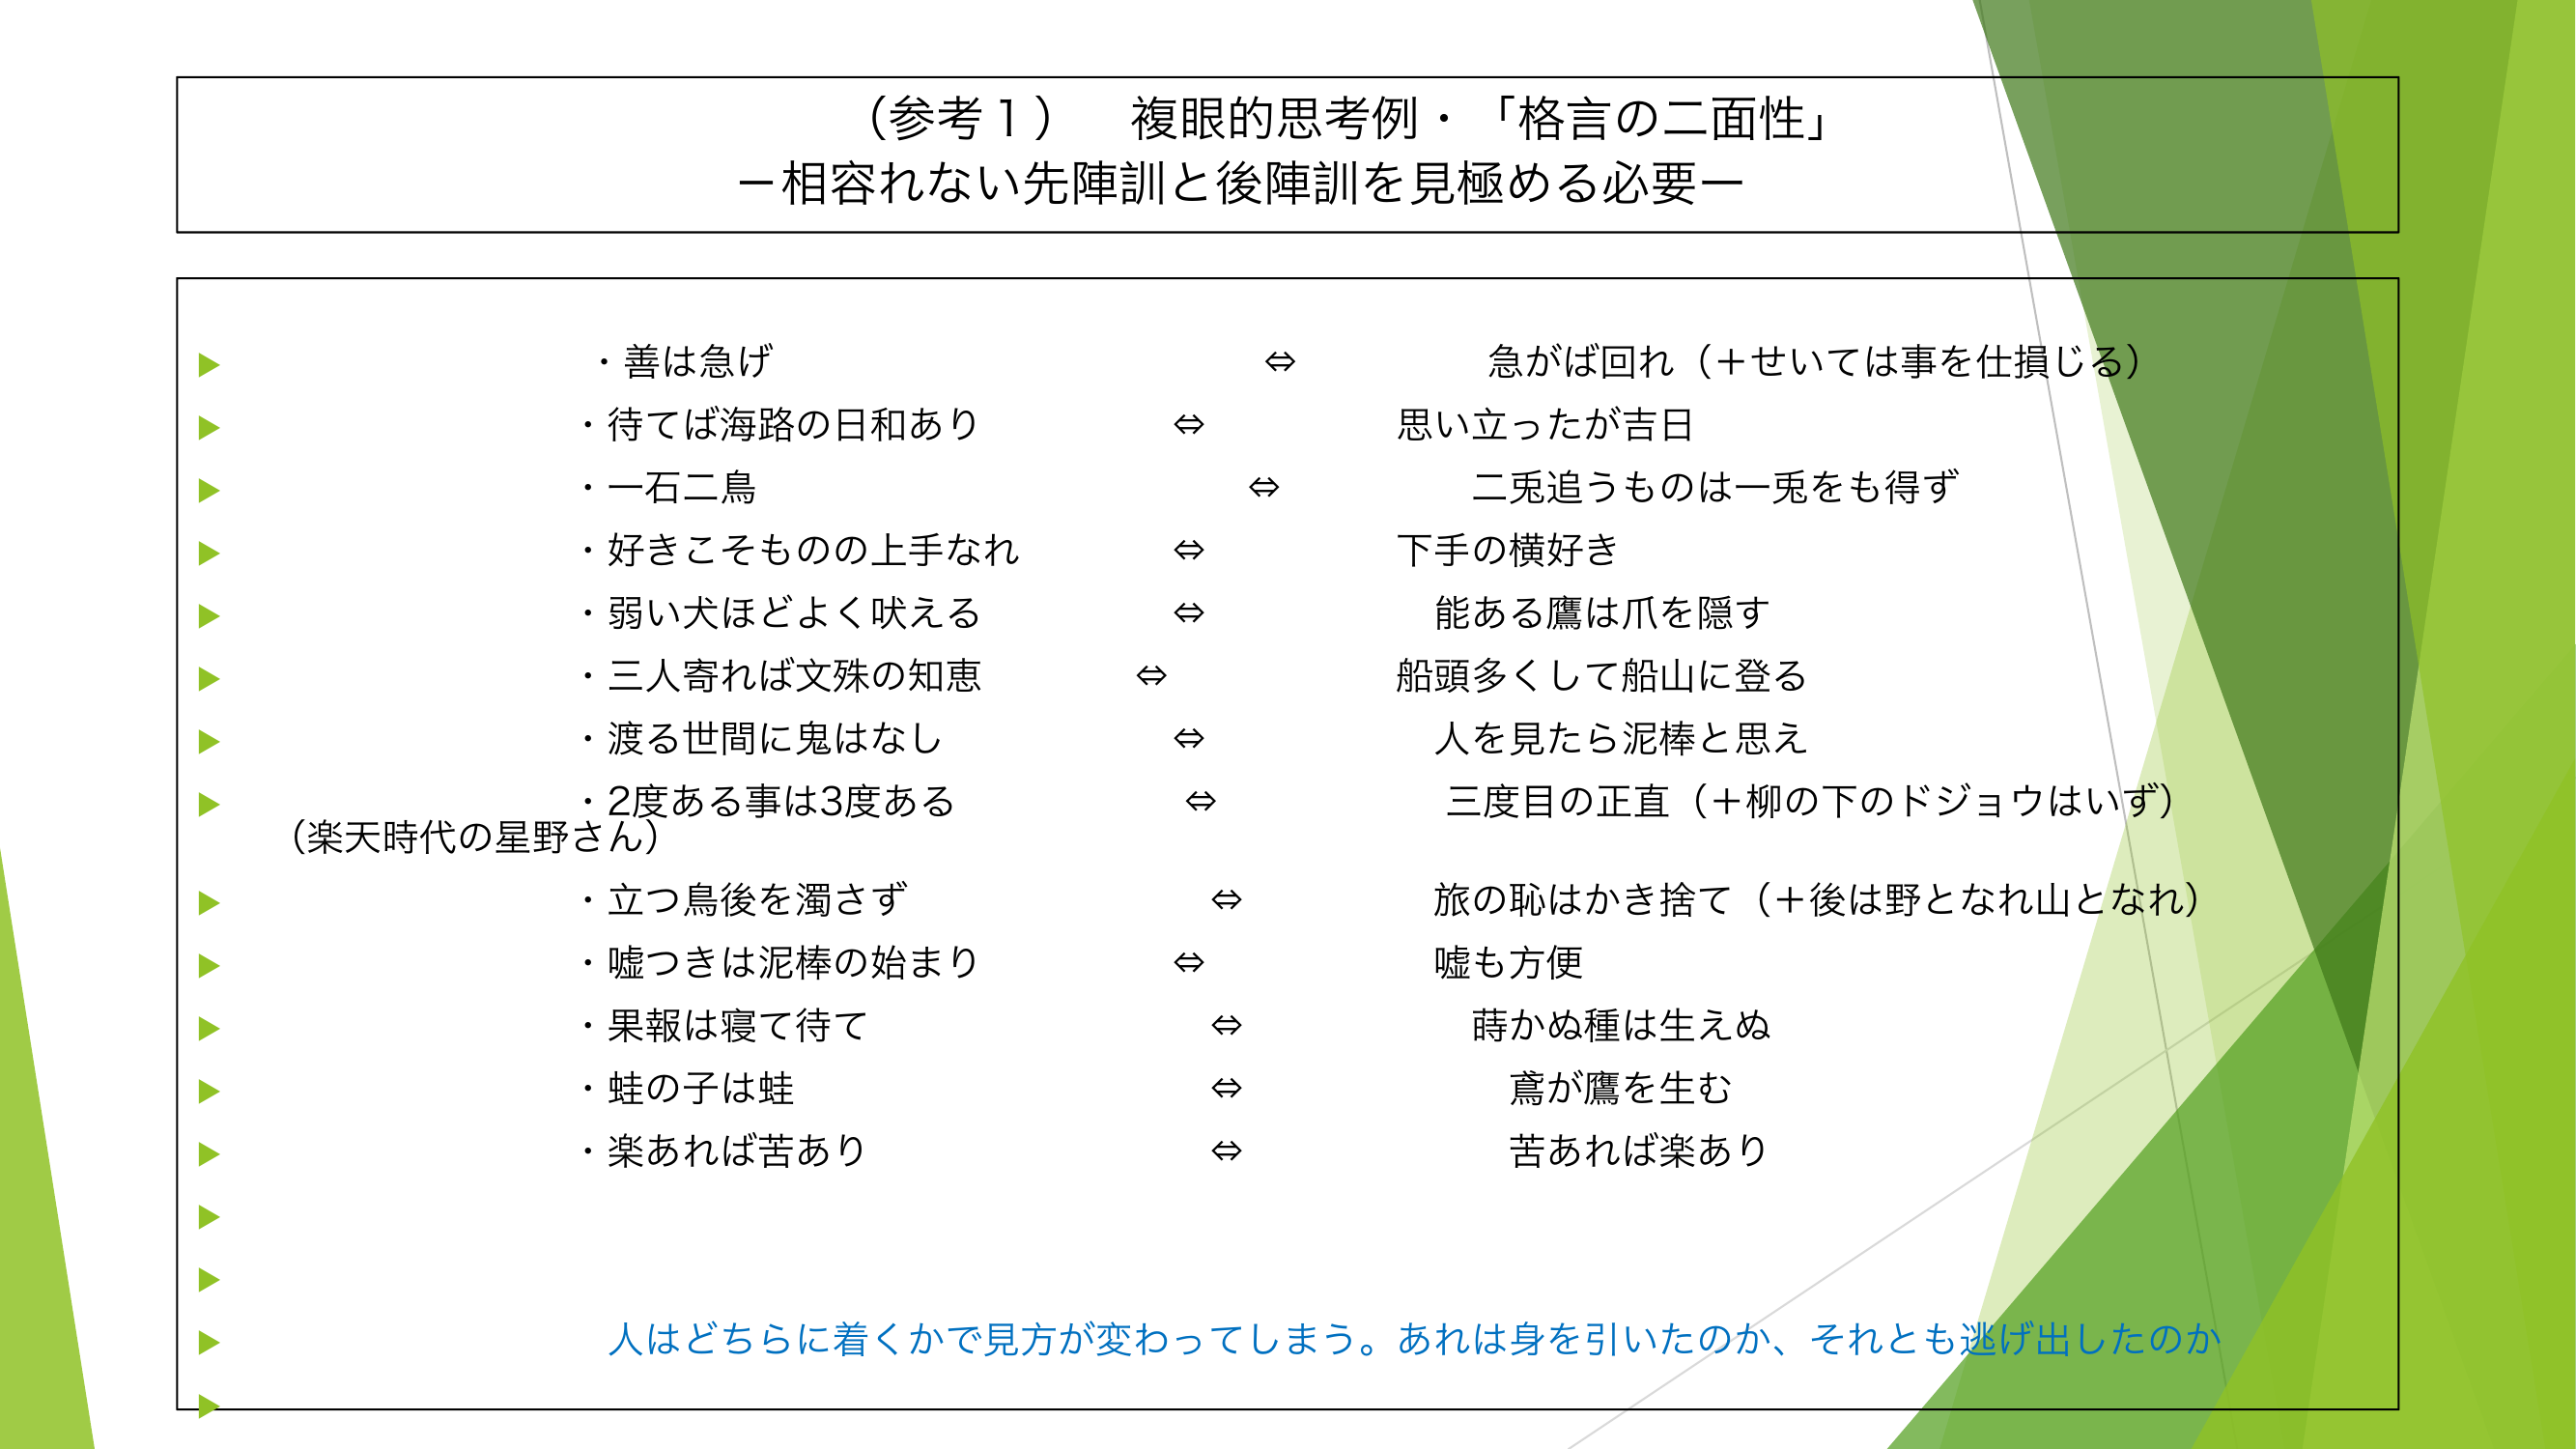 （参考１）　複眼的思考例・「格言の二面性」
－相容れない先陣訓と後陣訓を見極める必要ー
・善は急げ ⇔ 急がば回れ（＋せいては事を仕損じる）
・待てば海路の日和あり ⇔ 思い立ったが吉日
・一石二鳥 ⇔ 二兎追うものは一兎をも得ず
・好きこそものの上手なれ ⇔ 下手の横好き
・弱い犬ほどよく吠える ⇔ 能ある鷹は爪を隠す
・三人寄れば文殊の知恵 ⇔ 船頭多くして船山に登る
・渡る世間に鬼はなし ⇔ 人を見たら泥棒と思え
・2度ある事は3度ある ⇔ 三度目の正直（＋柳の下のドジョウはいず）
（楽天時代の星野さん）
・立つ鳥後を濁さず ⇔ 旅の恥はかき捨て（＋後は野となれ山となれ）
・嘘つきは泥棒の始まり ⇔ 嘘も方便
・果報は寝て待て ⇔ 蒔かぬ種は生えぬ
・蛙の子は蛙 ⇔ 鳶が鷹を生む
・楽あれば苦あり ⇔ 苦あれば楽あり
人はどちらに着くかで見方が変わってしまう。あれは身を引いたのか、それとも逃げ出したのか